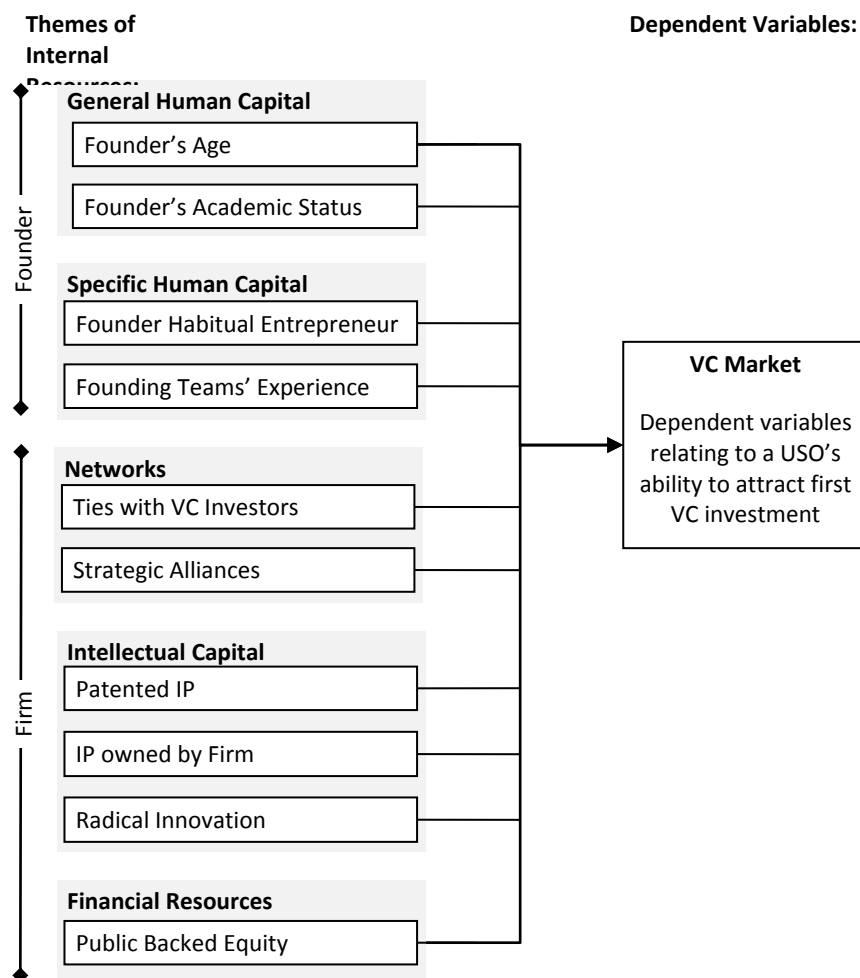 Themes of
Internal
Resources:
Dependent Variables:
General Human Capital
Founder's Age
Founder's Academic Status
Specific Human Capital
Founder Habitual Entrepreneur
Founding Teams' Experience
Founder
Networks
Ties with VC Investors
Strategic Alliances
Intellectual Capital
Patented IP
IP owned by Firm
Radical Innovation
Financial Resources
Public Backed Equity
Firm
VC Market
Dependent variables
relating to a USO's
ability to attract first
VC investment